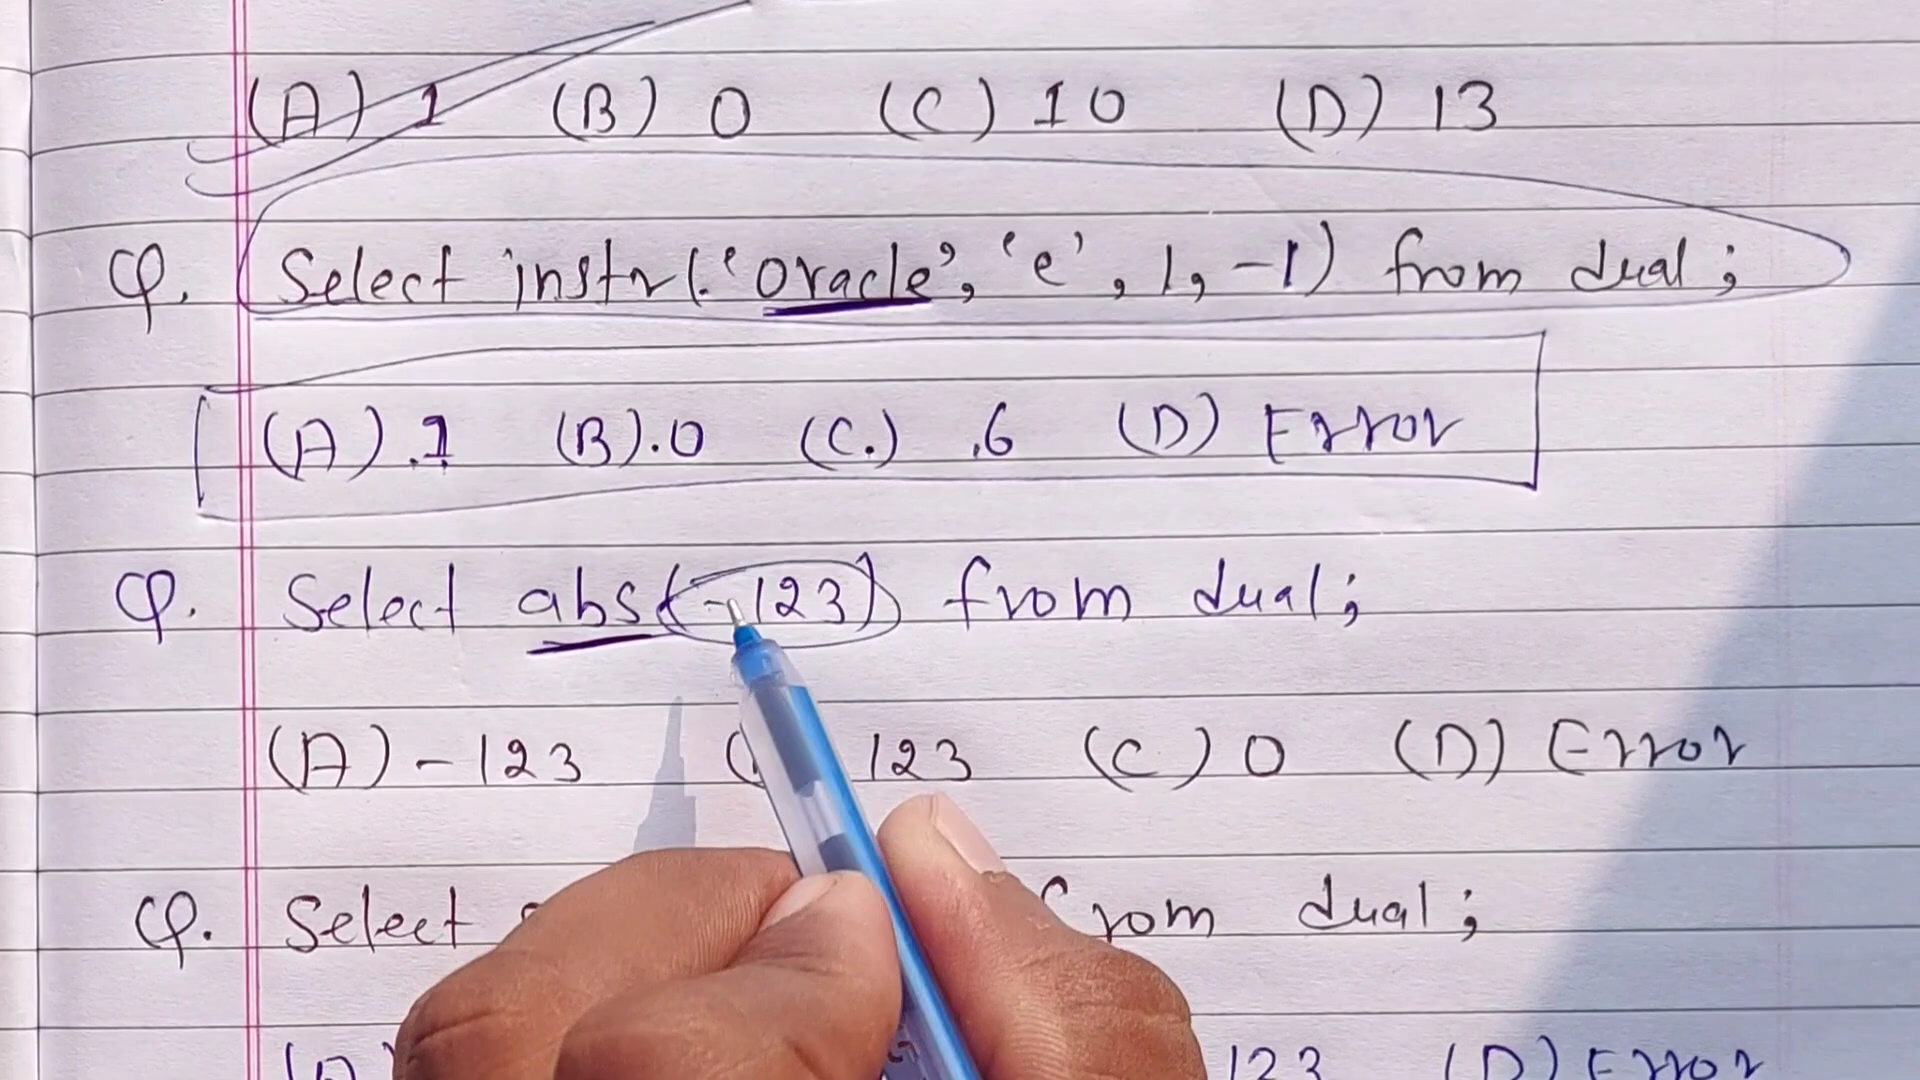 (A) 1 (B) 0 (C) 10 (D) 13
Q. Select instr(.'oracle', 'e', 1, -1) from dual;
(A) .1 (B).0 (C.) .6 (D) Error
Q. Select abs(-123) from dual;
(A) -123 ( 123 (C) 0 (D) Error
Q. Select from dual;
123 (D) Error